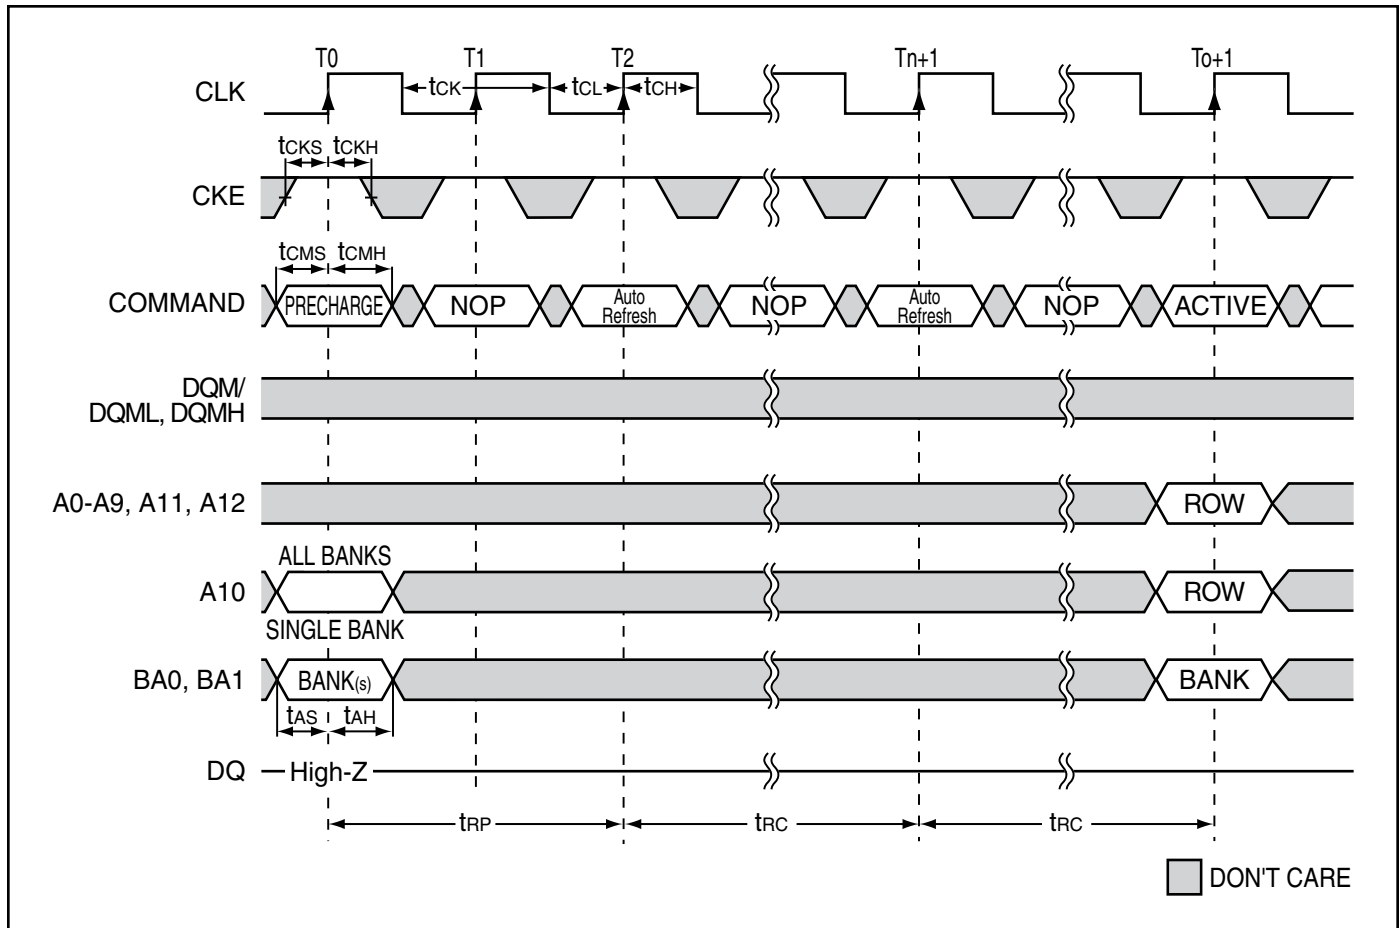 T0 T1 T2 Tn+1 To+1
CLK tCK tCL tCH
tCKS tCKH
CKE
tCMS tCMH
COMMAND PRECHARGE NOP Auto Refresh NOP Auto Refresh NOP ACTIVE
DQM/
DQML, DQMH
A0-A9, A11, A12 ROW
ALL BANKS
A10 ROW
SINGLE BANK
BA0, BA1 BANK(s) BANK
tAS tAH
DQ High-Z
tRP tRC tRC
DON'T CARE